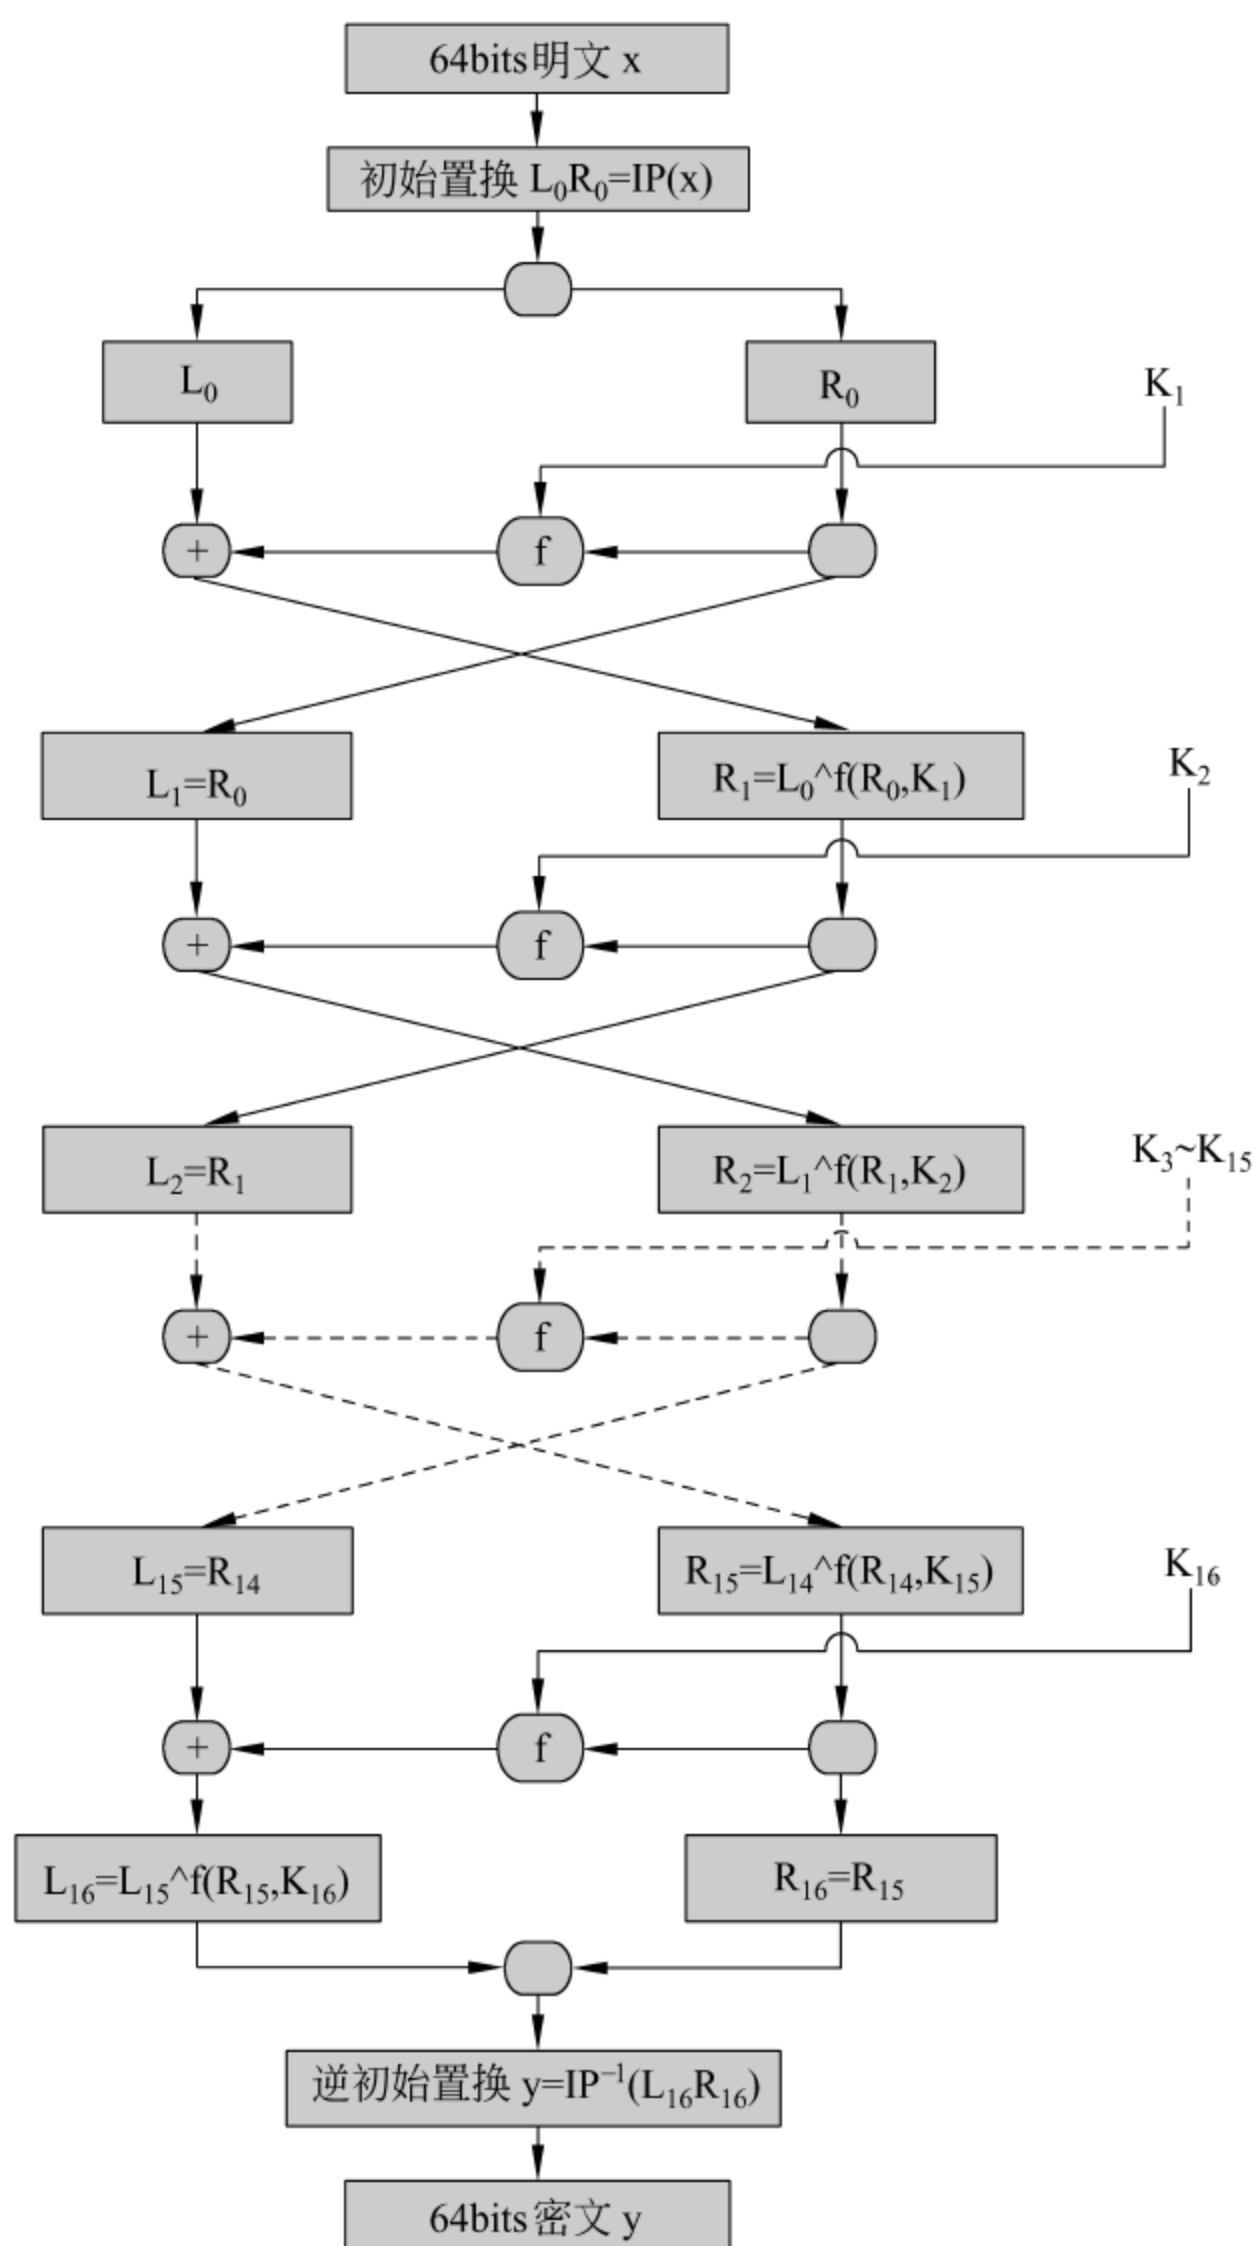 64bits明文 x
初始置换 L₀R₀=IP(x)
L₀
R₀
K₁
+
f
L₁=R₀
R₁=L₀^f(R₀,K₁)
K₂
+
f
L₂=R₁
R₂=L₁^f(R₁,K₂)
K₃~K₁₅
+
f
L₁₅=R₁₄
R₁₅=L₁₄^f(R₁₄,K₁₅)
K₁₆
+
f
L₁₆=L₁₅^f(R₁₅,K₁₆)
R₁₆=R₁₅
逆初始置换 y=IP⁻¹(L₁₆R₁₆)
64bits密文 y